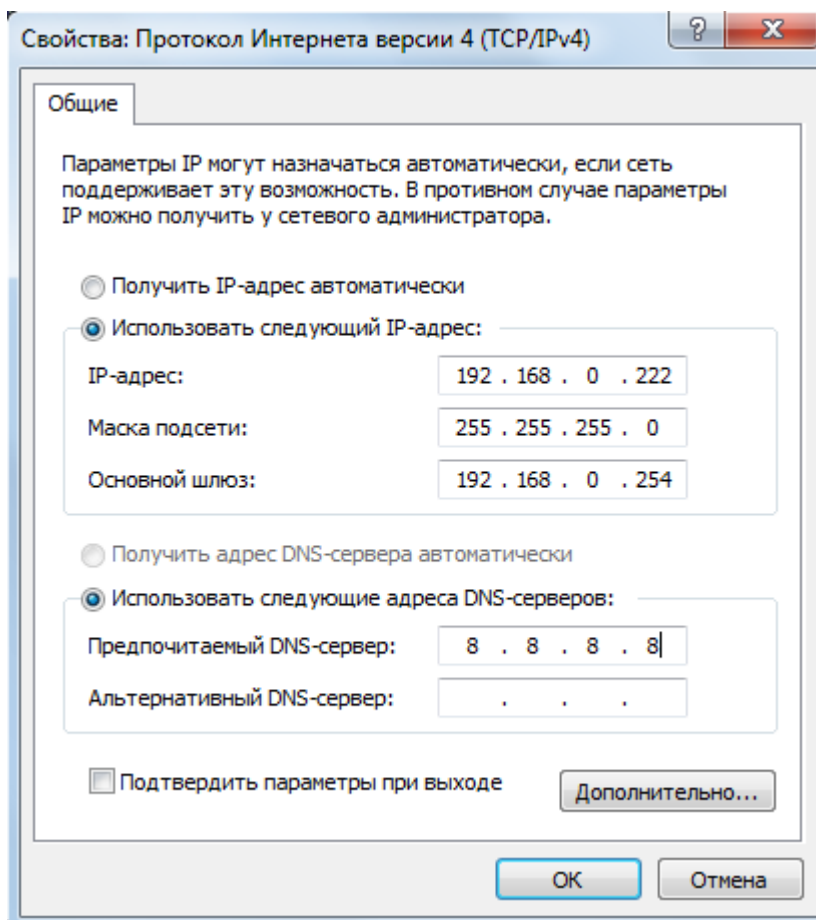 Свойства: Протокол Интернета версии 4 (TCP/IPv4)
?
X
Общие
Параметры IP могут назначаться автоматически, если сеть
поддерживает эту возможность. В противном случае параметры
IP можно получить у сетевого администратора.
Получить IP-адрес автоматически
Использовать следующий IP-адрес:
IP-адрес: 192 . 168 . 0 . 222
Маска подсети: 255 . 255 . 255 . 0
Основной шлюз: 192 . 168 . 0 . 254
Получить адрес DNS-сервера автоматически
Использовать следующие адреса DNS-серверов:
Предпочитаемый DNS-сервер: 8 . 8 . 8 . 8
Альтернативный DNS-сервер: . . .
Подтвердить параметры при выходе
Дополнительно...
ОК
Отмена